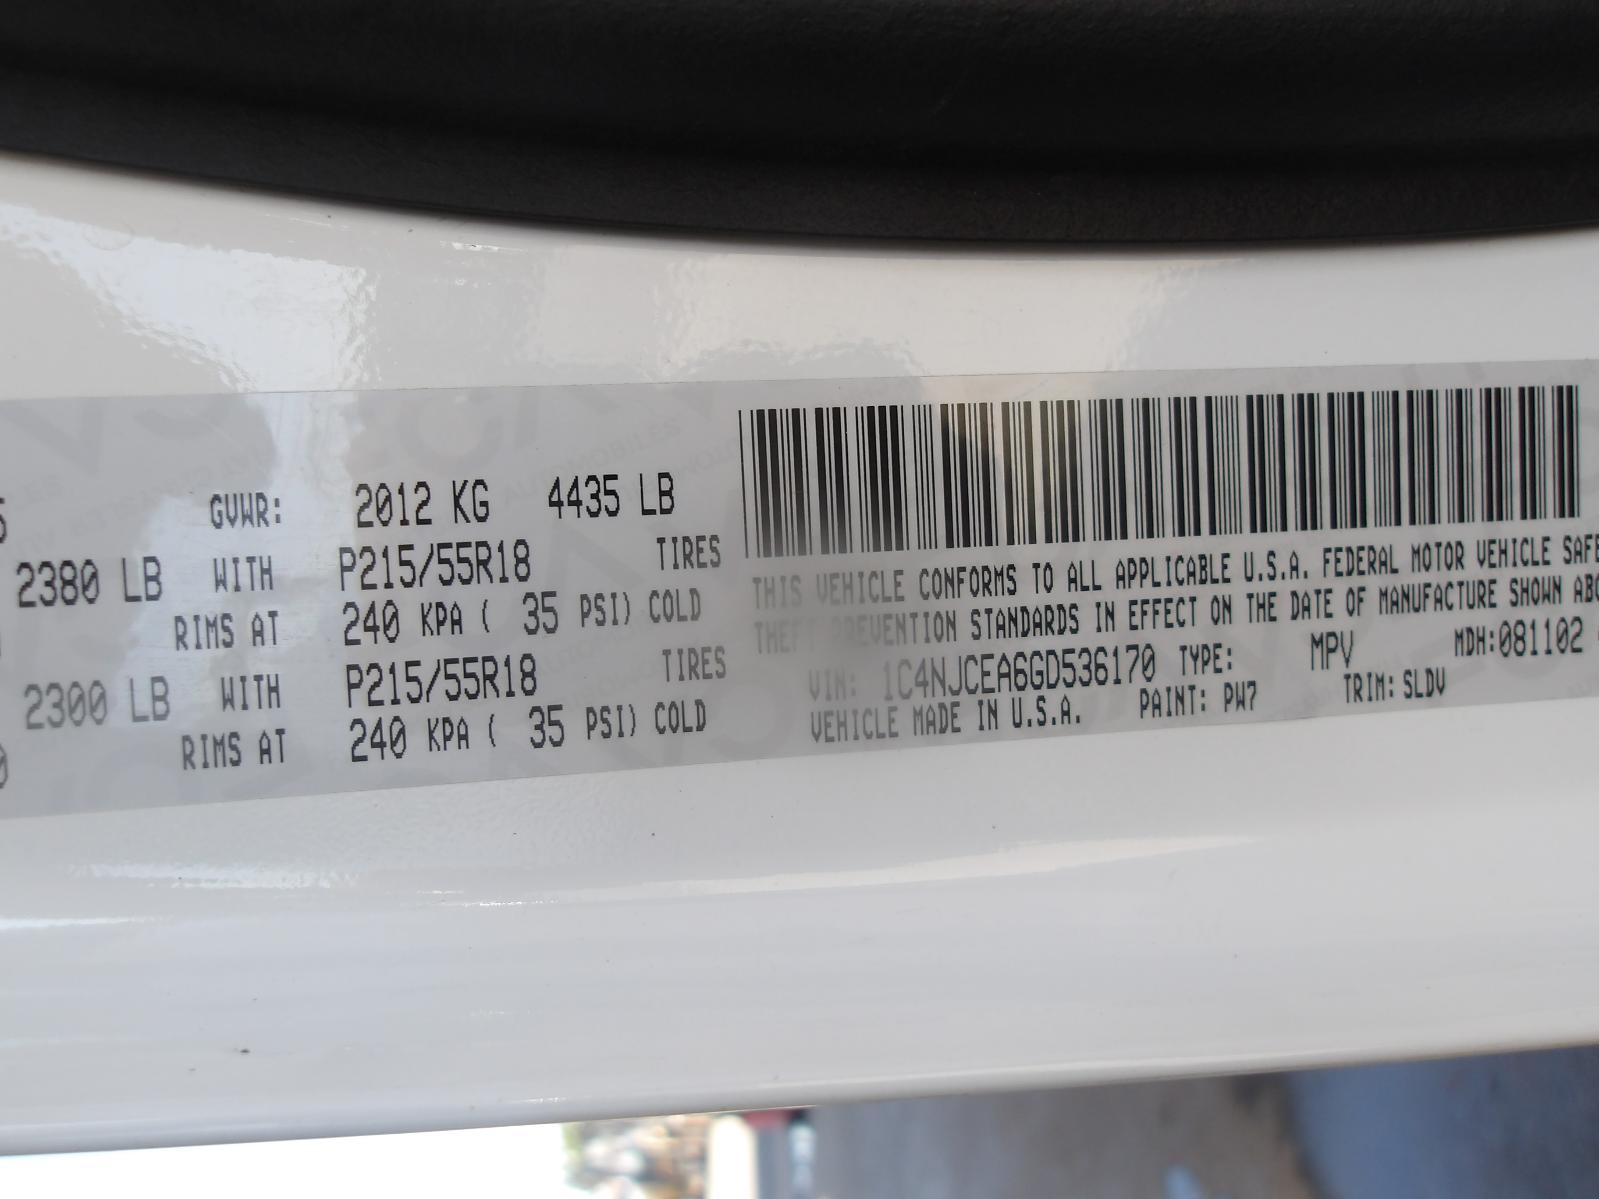 GVWR: 2012 KG 4435 LB
2380 LB WITH P215/55R18 TIRES
RIMS AT 240 KPA ( 35 PSI) COLD
2300 LB WITH P215/55R18 TIRES
RIMS AT 240 KPA ( 35 PSI) COLD
THIS VEHICLE CONFORMS TO ALL APPLICABLE U.S.A. FEDERAL MOTOR VEHICLE SAFE
THEFT PREVENTION STANDARDS IN EFFECT ON THE DATE OF MANUFACTURE SHOWN ABO
VIN: 1C4NJCEA6GD536170 TYPE: MPV MDH:081102
VEHICLE MADE IN U.S.A. PAINT: PW7 TRIM: SLDV